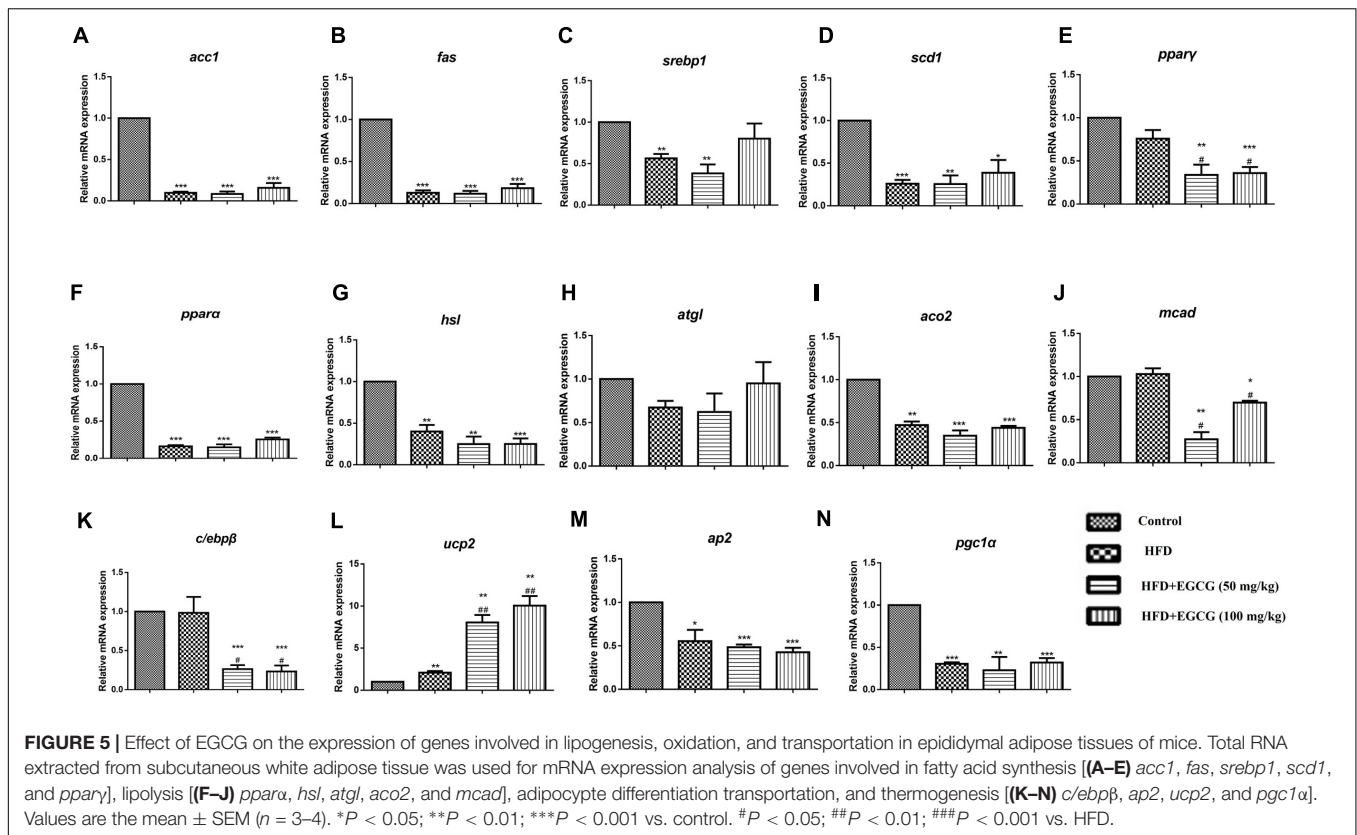 A
acc1
Relative mRNA expression
1.5
1.0
0.5
0.0
***
***
***
B
fas
Relative mRNA expression
1.5
1.0
0.5
0.0
***
***
***
C
srebp1
Relative mRNA expression
1.5
1.0
0.5
0.0
**
**
D
scd1
Relative mRNA expression
1.5
1.0
0.5
0.0
***
**
*
E
pparγ
Relative mRNA expression
1.5
1.0
0.5
0.0
**
#
***
#
F
pparα
Relative mRNA expression
1.5
1.0
0.5
0.0
***
***
***
G
hsl
Relative mRNA expression
1.5
1.0
0.5
0.0
**
**
***
H
atgl
Relative mRNA expression
1.5
1.0
0.5
0.0
I
aco2
Relative mRNA expression
1.5
1.0
0.5
0.0
**
***
***
J
mcad
Relative mRNA expression
1.5
1.0
0.5
0.0
**
#
*
#
K
c/ebpβ
Relative mRNA expression
1.5
1.0
0.5
0.0
***
#
***
#
L
ucp2
Relative mRNA expression
15
10
5
0
**
**
##
**
##
M
ap2
Relative mRNA expression
1.5
1.0
0.5
0.0
*
***
***
N
pgc1α
Relative mRNA expression
1.5
1.0
0.5
0.0
***
**
***
Control
HFD
HFD+EGCG (50 mg/kg)
HFD+EGCG (100 mg/kg)
FIGURE 5 | Effect of EGCG on the expression of genes involved in lipogenesis, oxidation, and transportation in epididymal adipose tissues of mice. Total RNA
extracted from subcutaneous white adipose tissue was used for mRNA expression analysis of genes involved in fatty acid synthesis [(A–E) acc1, fas, srebp1, scd1,
and pparγ], lipolysis [(F–J) pparα, hsl, atgl, aco2, and mcad], adipocypte differentiation transportation, and thermogenesis [(K–N) c/ebpβ, ap2, ucp2, and pgc1α].
Values are the mean ± SEM (n = 3–4). *P < 0.05; **P < 0.01; ***P < 0.001 vs. control. #P < 0.05; ##P < 0.01; ###P < 0.001 vs. HFD.